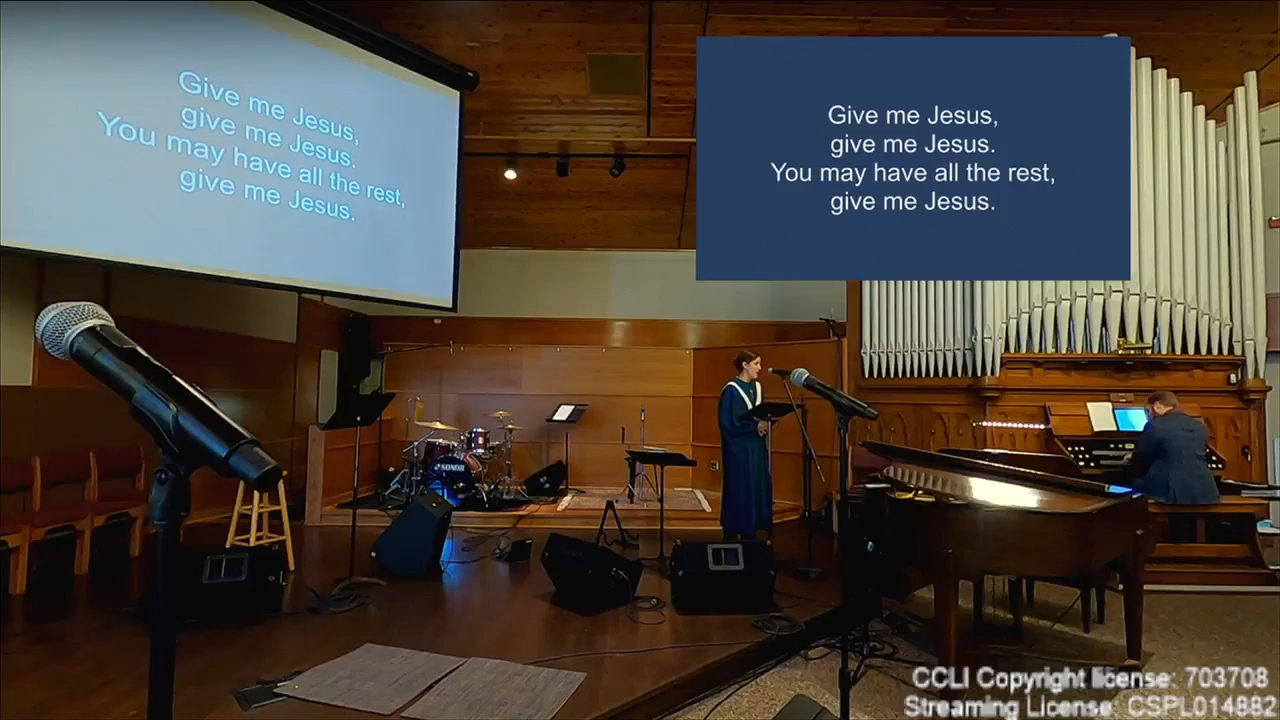 Give me Jesus,
give me Jesus.
You may have all the rest,
give me Jesus.
Give me Jesus,
give me Jesus.
You may have all the rest,
give me Jesus.
SONOR
CCLI Copyright license: 703708
Streaming License: CSPL014882